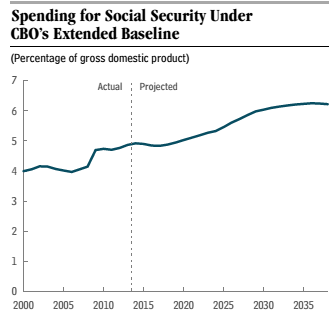 Spending for Social Security Under
CBO's Extended Baseline
(Percentage of gross domestic product)
7
Actual
Projected
6
5
4
3
2
1
0
2000 2005 2010 2015 2020 2025 2030 2035